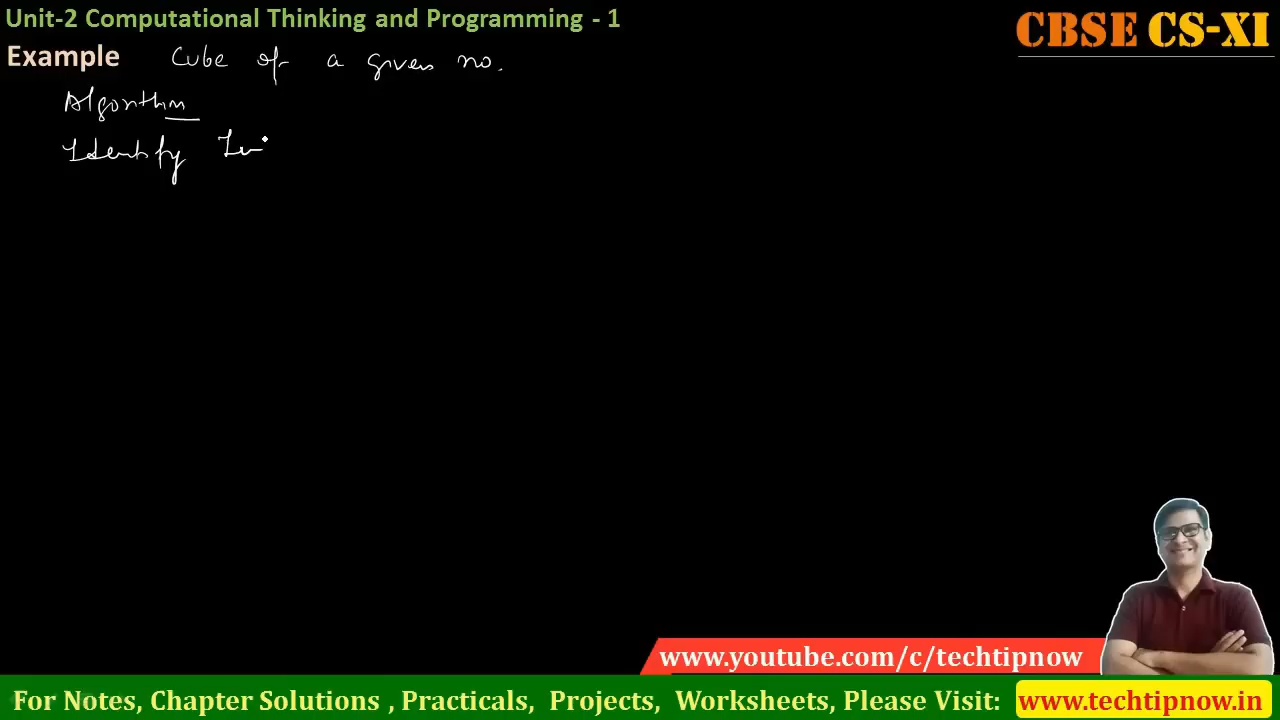 Unit-2 Computational Thinking and Programming - 1
CBSE CS-XI
Example Cube of a given no.
Algorithm
Identify
www.youtube.com/c/techtipnow
For Notes, Chapter Solutions , Practicals, Projects, Worksheets, Please Visit: www.techtipnow.in